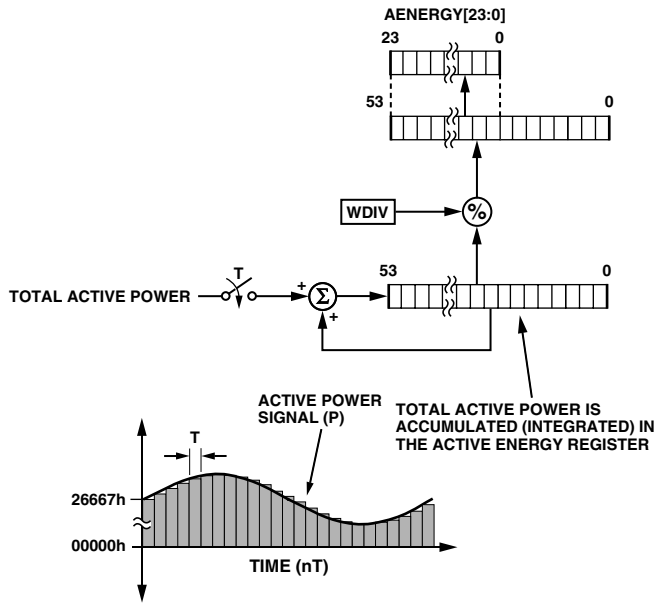 AENERGY[23:0]
23 0
53 0
WDIV
%
53 0
TOTAL ACTIVE POWER
T
+
Σ
+
ACTIVE POWER
SIGNAL (P)
TOTAL ACTIVE POWER IS
ACCUMULATED (INTEGRATED) IN
THE ACTIVE ENERGY REGISTER
T
26667h
00000h
TIME (nT)